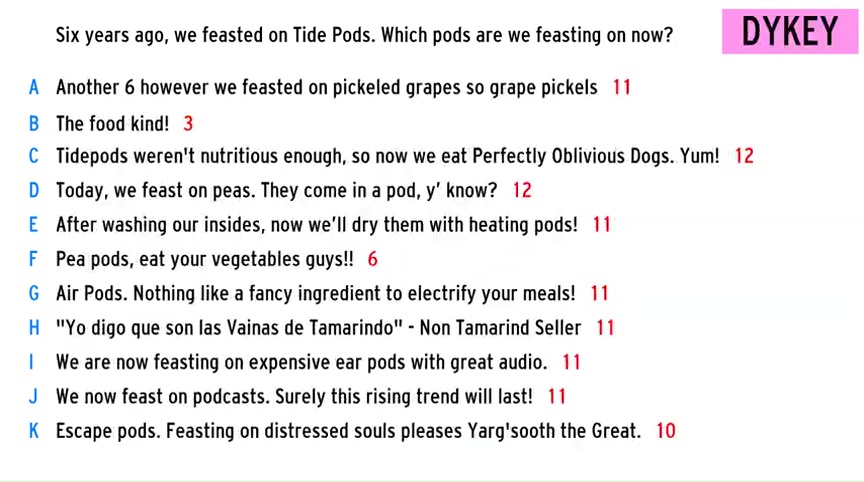 Six years ago, we feasted on Tide Pods. Which pods are we feasting on now?
DYKEY
A Another 6 however we feasted on pickeled grapes so grape pickels 11
B The food kind! 3
C Tidepods weren't nutritious enough, so now we eat Perfectly Oblivious Dogs. Yum! 12
D Today, we feast on peas. They come in a pod, y' know? 12
E After washing our insides, now we'll dry them with heating pods! 11
F Pea pods, eat your vegetables guys!! 6
G Air Pods. Nothing like a fancy ingredient to electrify your meals! 11
H "Yo digo que son las Vainas de Tamarindo" - Non Tamarind Seller 11
I We are now feasting on expensive ear pods with great audio. 11
J We now feast on podcasts. Surely this rising trend will last! 11
K Escape pods. Feasting on distressed souls pleases Yarg'sooth the Great. 10